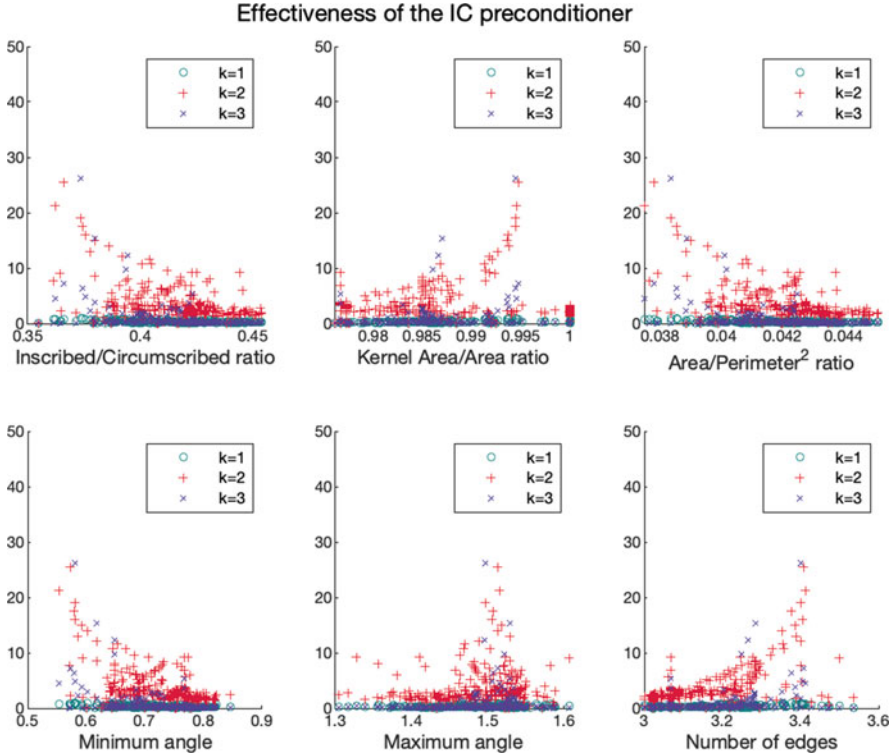 Effectiveness of the IC preconditioner
50
40
30
20
10
0
k=1
k=2
k=3
0.35 0.4 0.45
Inscribed/Circumscribed ratio
50
40
30
20
10
0
k=1
k=2
k=3
0.98 0.985 0.99 0.995 1
Kernel Area/Area ratio
50
40
30
20
10
0
k=1
k=2
k=3
0.038 0.04 0.042 0.044
Area/Perimeter² ratio
50
40
30
20
10
0
k=1
k=2
k=3
0.5 0.6 0.7 0.8 0.9
Minimum angle
50
40
30
20
10
0
k=1
k=2
k=3
1.3 1.4 1.5 1.6
Maximum angle
50
40
30
20
10
0
k=1
k=2
k=3
3 3.2 3.4 3.6
Number of edges